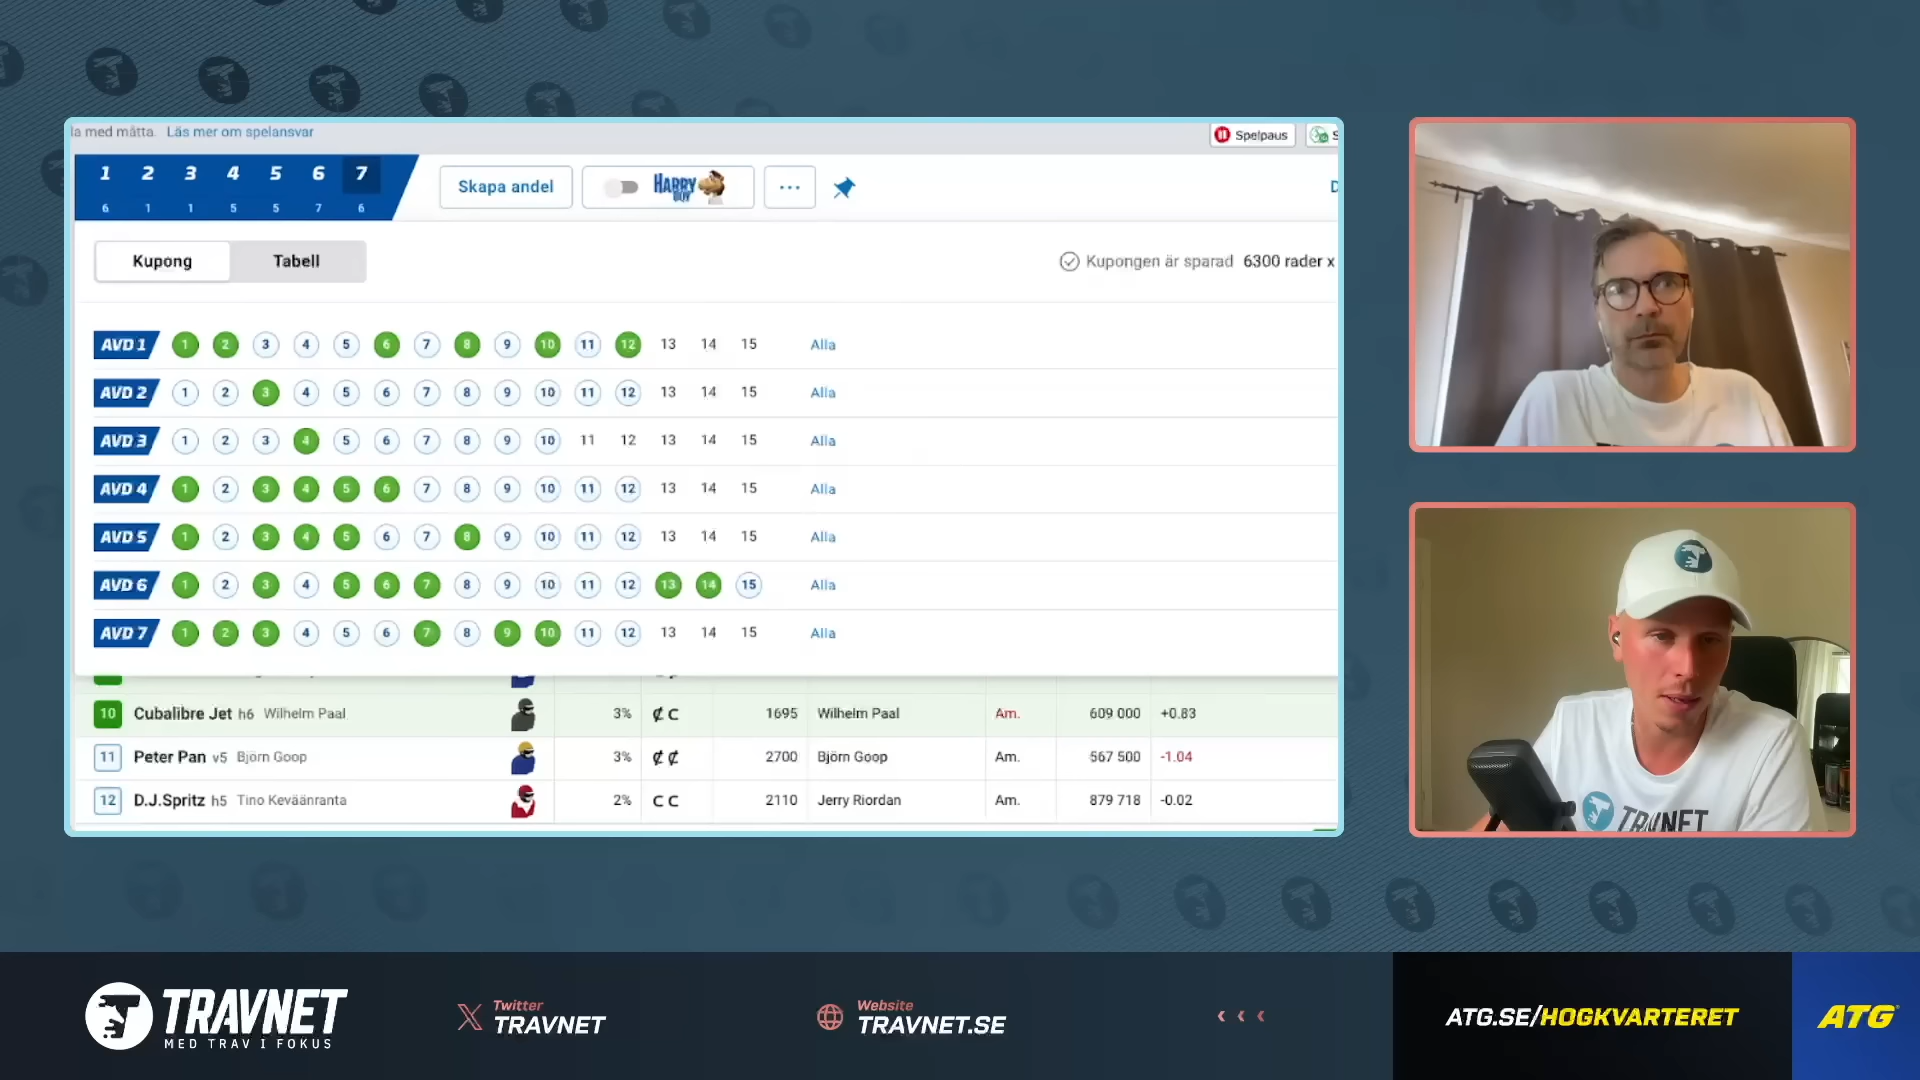 la med måtta. Läs mer om spelansvar
Spelpaus
1 2 3 4 5 6 7
6 1 1 5 5 7 6
Skapa andel
HARRY BOY
...
Kupong
Tabell
Kupongen är sparad 6300 rader x
AVD 1 1 2 3 4 5 6 7 8 9 10 11 12 13 14 15 Alla
AVD 2 1 2 3 4 5 6 7 8 9 10 11 12 13 14 15 Alla
AVD 3 1 2 3 4 5 6 7 8 9 10 11 12 13 14 15 Alla
AVD 4 1 2 3 4 5 6 7 8 9 10 11 12 13 14 15 Alla
AVD 5 1 2 3 4 5 6 7 8 9 10 11 12 13 14 15 Alla
AVD 6 1 2 3 4 5 6 7 8 9 10 11 12 13 14 15 Alla
AVD 7 1 2 3 4 5 6 7 8 9 10 11 12 13 14 15 Alla
10 Cubalibre Jet h6 Wilhelm Paal 3% ₵ C 1695 Wilhelm Paal Am. 609 000 +0.83
11 Peter Pan v5 Björn Goop 3% ₵ ₵ 2700 Björn Goop Am. 567 500 -1.04
12 D.J.Spritz h5 Tino Keväänranta 2% C C 2110 Jerry Riordan Am. 879 718 -0.02
TRAVNET
TRAVNET
MED TRAV I FOKUS
Twitter
TRAVNET
Website
TRAVNET.SE
ATG.SE/HOGKVARTERET
ATG